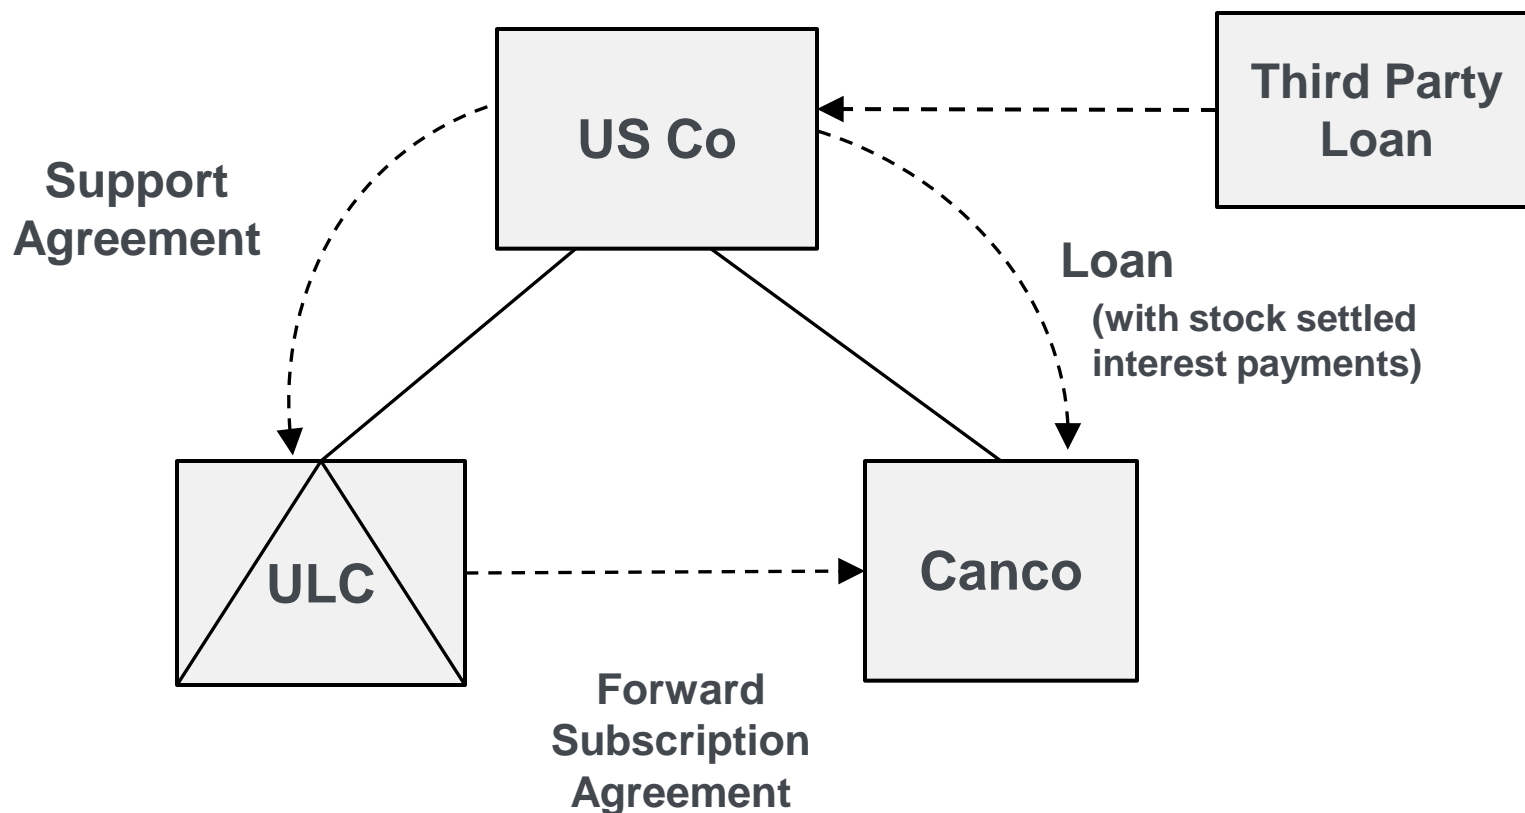 US Co
Third Party
Loan
Support
Agreement
Loan
(with stock settled
interest payments)
ULC
Canco
Forward
Subscription
Agreement